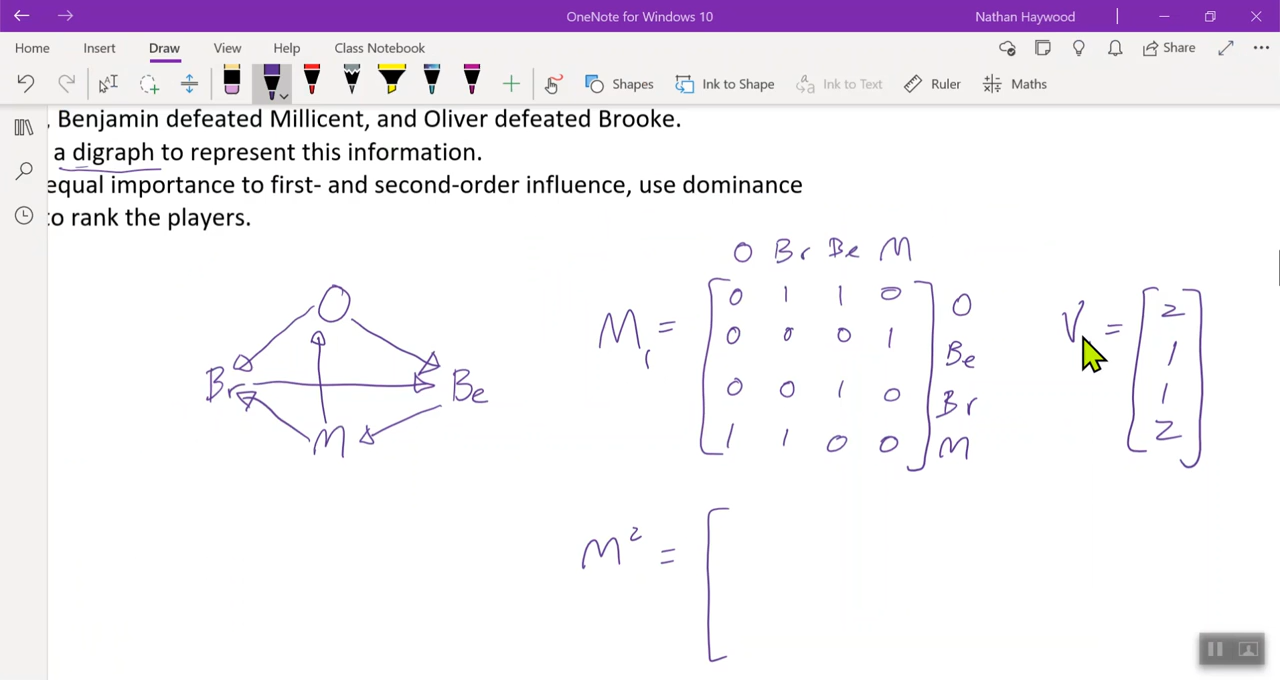 OneNote for Windows 10 Nathan Haywood
Home Insert Draw View Help Class Notebook Share
Shapes Ink to Shape Ink to Text Ruler Maths
, Benjamin defeated Millicent, and Oliver defeated Brooke.
a digraph to represent this information.
equal importance to first- and second-order influence, use dominance
to rank the players.
O Br Be M
O
Br Be
M
M₁ =
0 1 1 0 O
0 0 0 1 Be
0 0 1 0 Br
1 1 0 0 M
V =
2
1
1
2
M² =